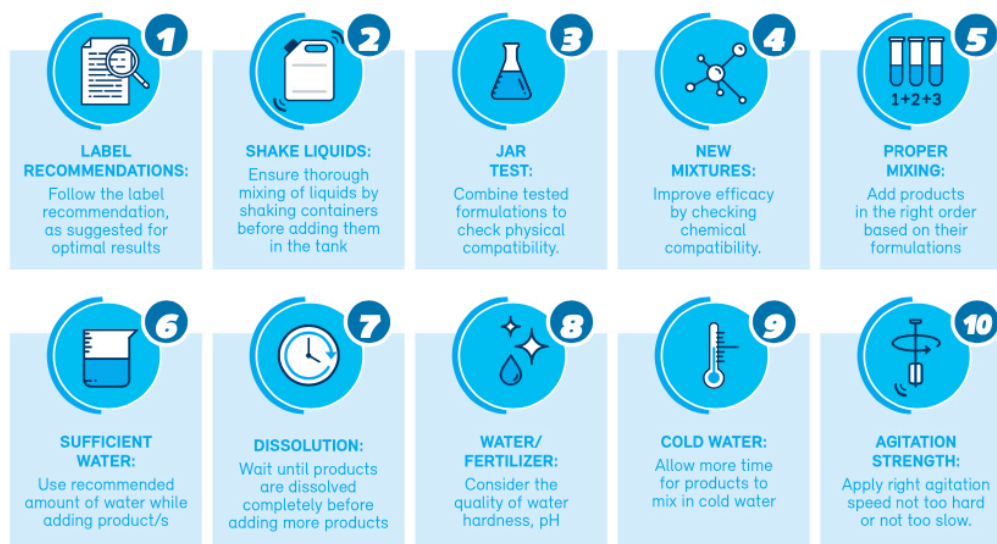 1
LABEL
RECOMMENDATIONS:
Follow the label
recommendation,
as suggested for
optimal results
2
SHAKE LIQUIDS:
Ensure thorough
mixing of liquids by
shaking containers
before adding them
in the tank
3
JAR
TEST:
Combine tested
formulations to
check physical
compatibility.
4
NEW
MIXTURES:
Improve efficacy
by checking
chemical
compatibility.
5
1+2+3
PROPER
MIXING:
Add products
in the right order
based on their
formulations
6
SUFFICIENT
WATER:
Use recommended
amount of water while
adding product/s
7
DISSOLUTION:
Wait until products
are dissolved
completely before
adding more products
8
WATER/
FERTILIZER:
Consider the
quality of water
hardness, pH
9
COLD WATER:
Allow more time
for products to
mix in cold water
10
AGITATION
STRENGTH:
Apply right agitation
speed not too hard
or not too slow.